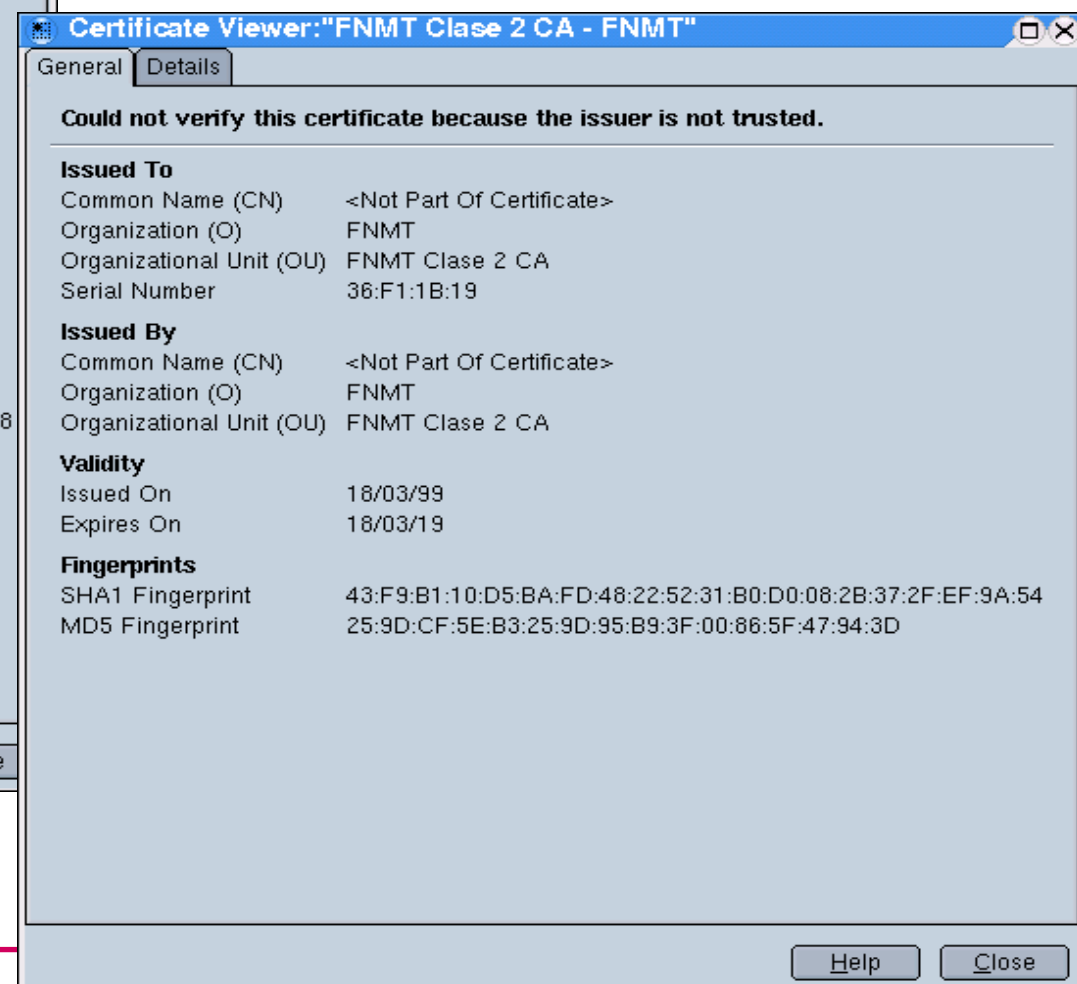 Certificate Viewer:"FNMT Clase 2 CA - FNMT"
General Details
Could not verify this certificate because the issuer is not trusted.
Issued To
Common Name (CN) <Not Part Of Certificate>
Organization (O) FNMT
Organizational Unit (OU) FNMT Clase 2 CA
Serial Number 36:F1:1B:19
Issued By
Common Name (CN) <Not Part Of Certificate>
Organization (O) FNMT
8
Organizational Unit (OU) FNMT Clase 2 CA
Validity
Issued On 18/03/99
Expires On 18/03/19
Fingerprints
SHA1 Fingerprint 43:F9:B1:10:D5:BA:FD:48:22:52:31:B0:D0:08:2B:37:2F:EF:9A:54
MD5 Fingerprint 25:9D:CF:5E:B3:25:9D:95:B9:3F:00:86:5F:47:94:3D
e
Help Close